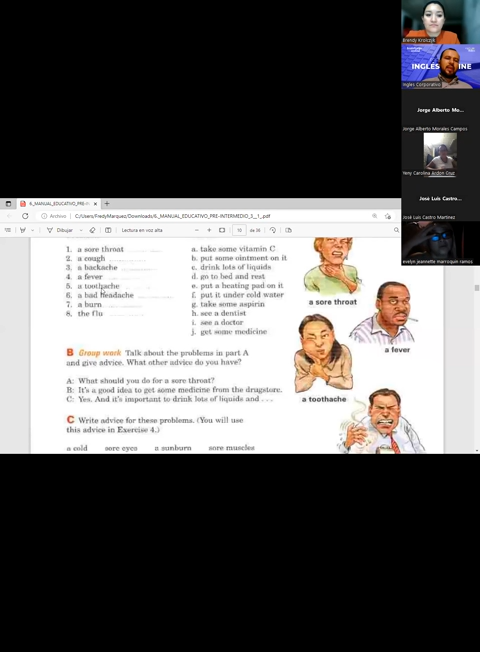 Brendy Krolczyk
INGLES
INE
Ingles Corporativo
Jorge Alberto Mo...
Jorge Alberto Morales Campos
Yeny Carolina Ardon Cruz
José Luis Castro...
José Luis Castro Martínez
evelyn jeannette marroquin ramos
6_MANUAL_EDUCATIVO_PRE-I
Archivo
C:/Users/FredyMarquez/Downloads/6_MANUAL_EDUCATIVO_PRE-INTERMEDIO_3__1_.pdf
Dibujar
Lectura en voz alta
10
de 38
1. a sore throat
2. a cough
3. a backache
4. a fever
5. a toothache
6. a bad headache
7. a burn
8. the flu
a. take some vitamin C
b. put some ointment on it
c. drink lots of liquids
d. go to bed and rest
e. put a heating pad on it
f. put it under cold water
g. take some aspirin
h. see a dentist
i. see a doctor
j. get some medicine
a sore throat
a fever
a toothache
B Group work Talk about the problems in part A
and give advice. What other advice do you have?
A: What should you do for a sore throat?
B: It's a good idea to get some medicine from the drugstore.
C: Yes. And it's important to drink lots of liquids and . . .
C Write advice for these problems. (You will use
this advice in Exercise 4.)
a cold sore eyes a sunburn sore muscles